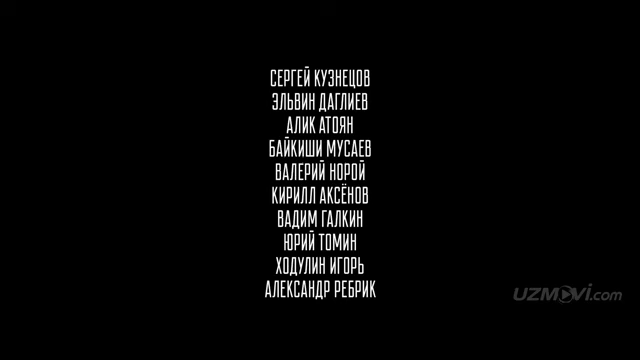 СЕРГЕЙ КУЗНЕЦОВ
ЭЛЬВИН ДАГЛИЕВ
АЛИК АТОЯН
БАЙКИШИ МУСАЕВ
ВАЛЕРИЙ НОРОЙ
КИРИЛЛ АКСЁНОВ
ВАДИМ ГАЛКИН
ЮРИЙ ТОМИН
ХОДУЛИН ИГОРЬ
АЛЕКСАНДР РЕБРИК
UZMOVi.com